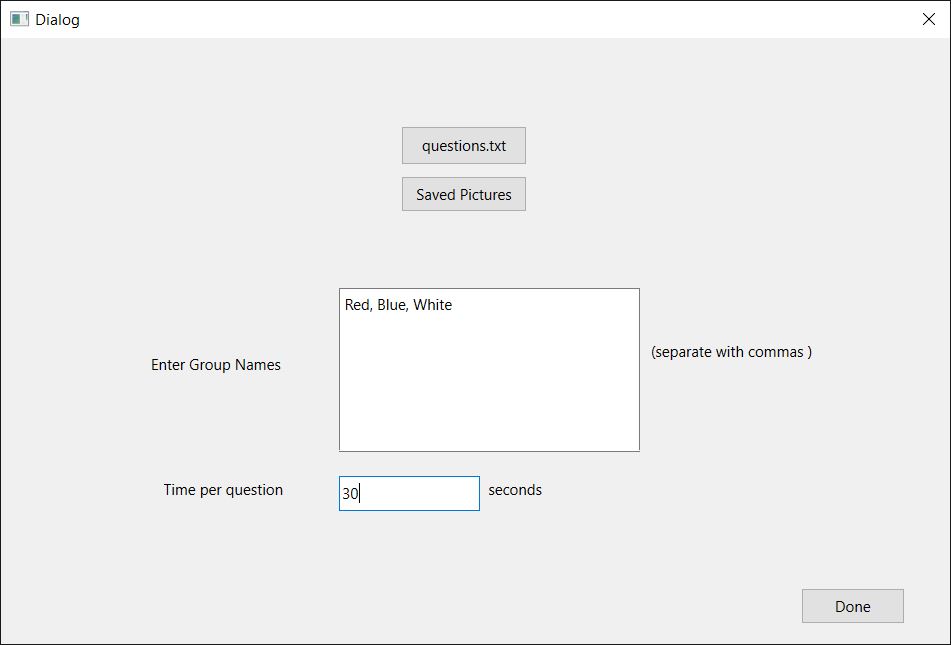 Dialog
questions.txt
Saved Pictures
Red, Blue, White
(separate with commas )
Enter Group Names
Time per question
30
seconds
Done